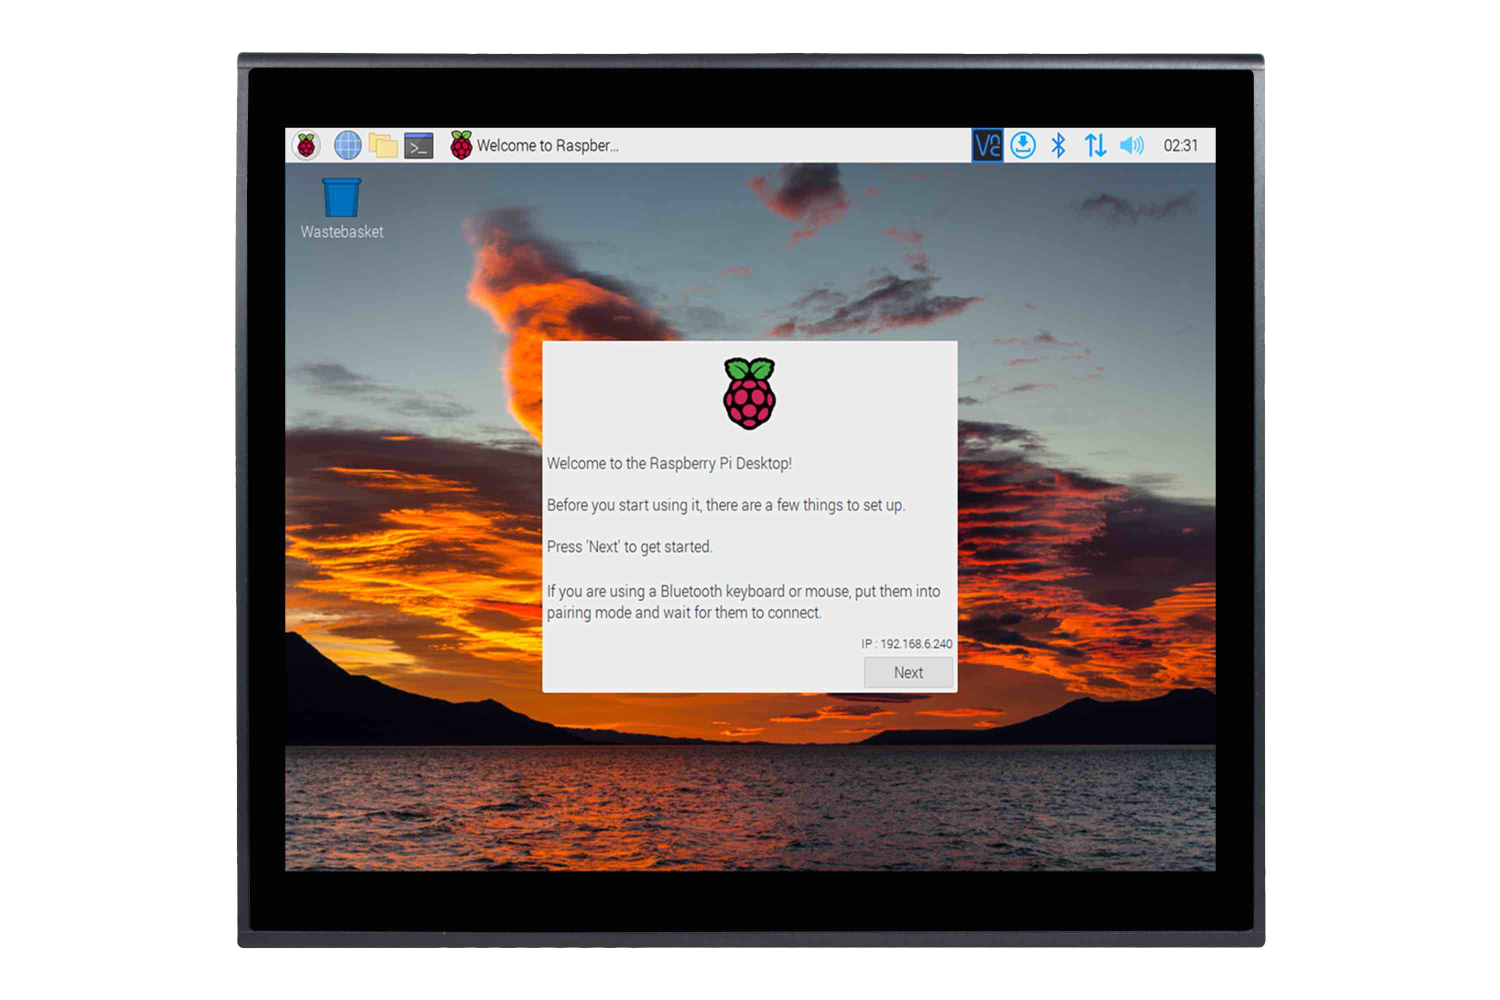 Welcome to Raspber...
VNC
02:31
Wastebasket
Welcome to the Raspberry Pi Desktop!
Before you start using it, there are a few things to set up.
Press 'Next' to get started.
If you are using a Bluetooth keyboard or mouse, put them into
pairing mode and wait for them to connect.
IP : 192.168.6.240
Next